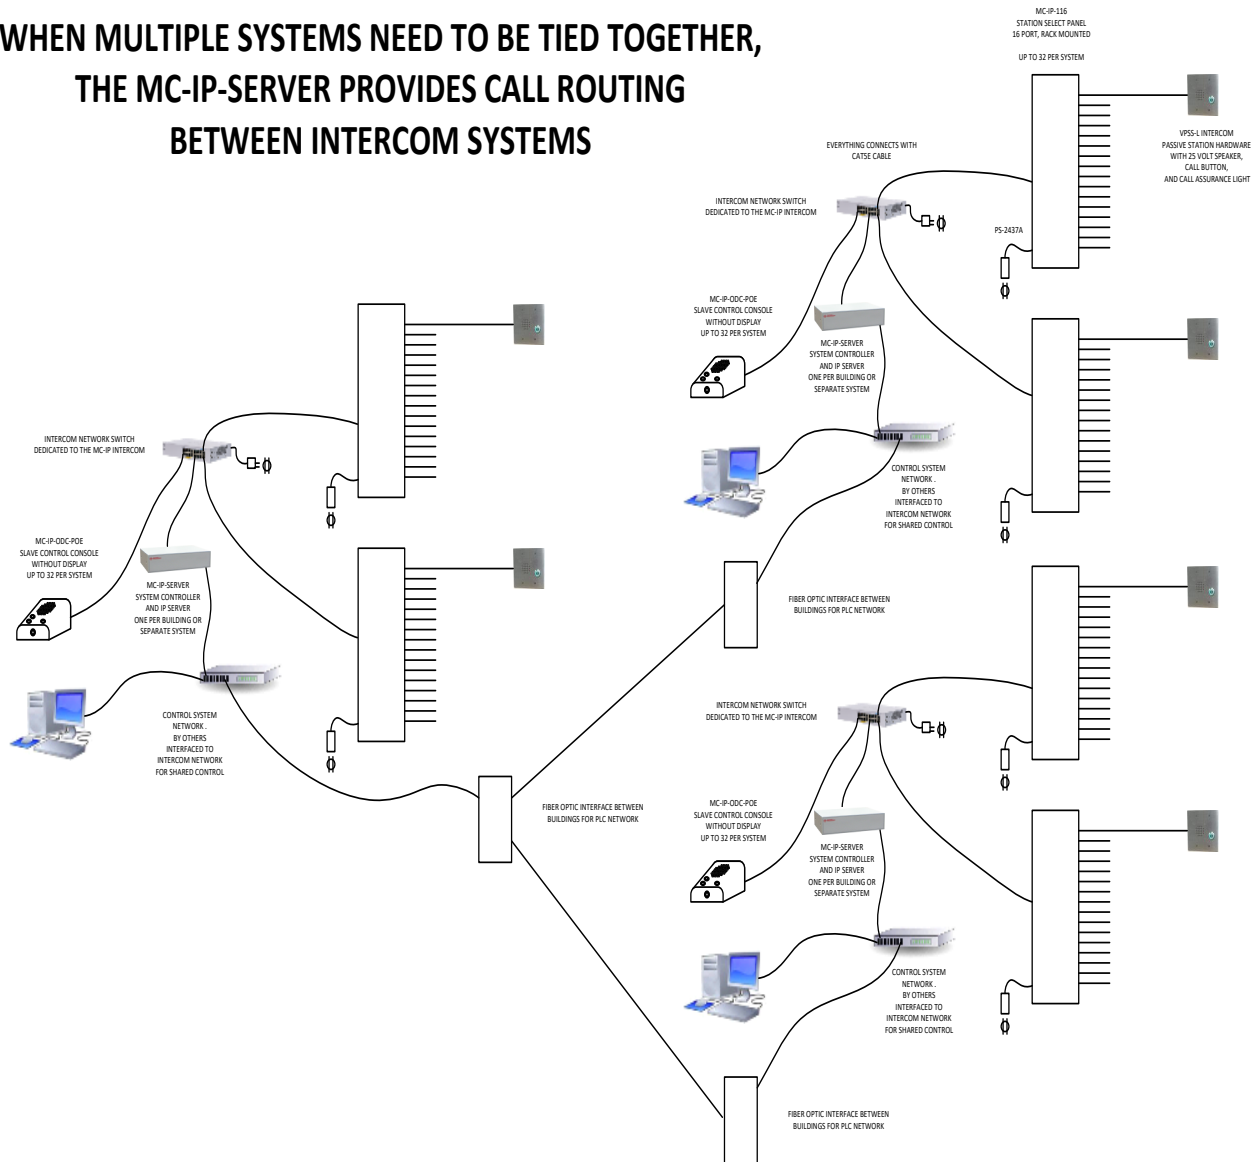 WHEN MULTIPLE SYSTEMS NEED TO BE TIED TOGETHER,
THE MC-IP-SERVER PROVIDES CALL ROUTING
BETWEEN INTERCOM SYSTEMS
MC-IP-116
STATION SELECT PANEL
16 PORT, RACK MOUNTED
UP TO 32 PER SYSTEM
VPSS-L INTERCOM
PASSIVE STATION HARDWARE
WITH 25 VOLT SPEAKER,
CALL BUTTON,
AND CALL ASSURANCE LIGHT
EVERYTHING CONNECTS WITH
CAT5E CABLE
INTERCOM NETWORK SWITCH
DEDICATED TO THE MC-IP INTERCOM
PS-2437A
MC-IP-ODC-POE
SLAVE CONTROL CONSOLE
WITHOUT DISPLAY
UP TO 32 PER SYSTEM
MC-IP-SERVER
SYSTEM CONTROLLER
AND IP SERVER
ONE PER BUILDING OR
SEPARATE SYSTEM
CONTROL SYSTEM
NETWORK .
BY OTHERS
INTERFACED TO
INTERCOM NETWORK
FOR SHARED CONTROL
FIBER OPTIC INTERFACE BETWEEN
BUILDINGS FOR PLC NETWORK
INTERCOM NETWORK SWITCH
DEDICATED TO THE MC-IP INTERCOM
MC-IP-ODC-POE
SLAVE CONTROL CONSOLE
WITHOUT DISPLAY
UP TO 32 PER SYSTEM
MC-IP-SERVER
SYSTEM CONTROLLER
AND IP SERVER
ONE PER BUILDING OR
SEPARATE SYSTEM
CONTROL SYSTEM
NETWORK .
BY OTHERS
INTERFACED TO
INTERCOM NETWORK
FOR SHARED CONTROL
FIBER OPTIC INTERFACE BETWEEN
BUILDINGS FOR PLC NETWORK
INTERCOM NETWORK SWITCH
DEDICATED TO THE MC-IP INTERCOM
MC-IP-ODC-POE
SLAVE CONTROL CONSOLE
WITHOUT DISPLAY
UP TO 32 PER SYSTEM
MC-IP-SERVER
SYSTEM CONTROLLER
AND IP SERVER
ONE PER BUILDING OR
SEPARATE SYSTEM
CONTROL SYSTEM
NETWORK .
BY OTHERS
INTERFACED TO
INTERCOM NETWORK
FOR SHARED CONTROL
FIBER OPTIC INTERFACE BETWEEN
BUILDINGS FOR PLC NETWORK